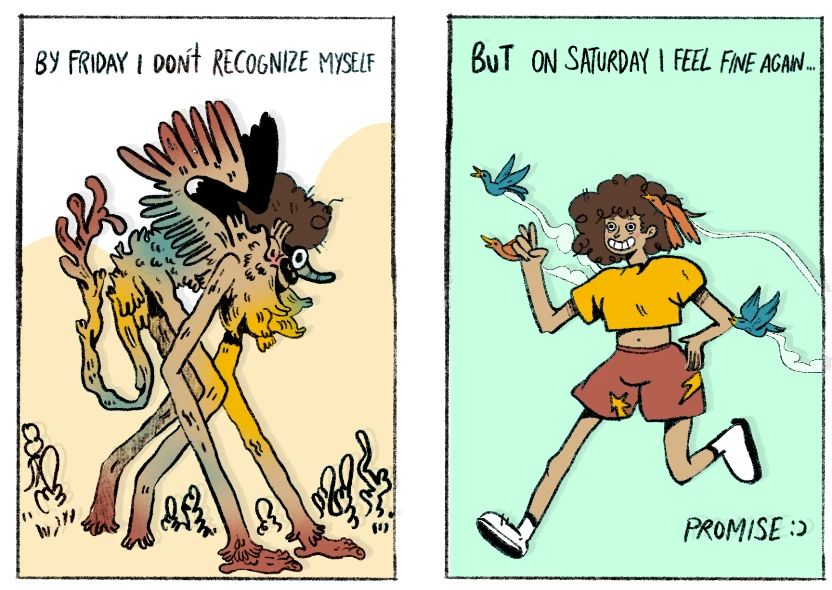 BY FRIDAY I DON'T RECOGNIZE MYSELF
BUT ON SATURDAY I FEEL FINE AGAIN...
PROMISE :)